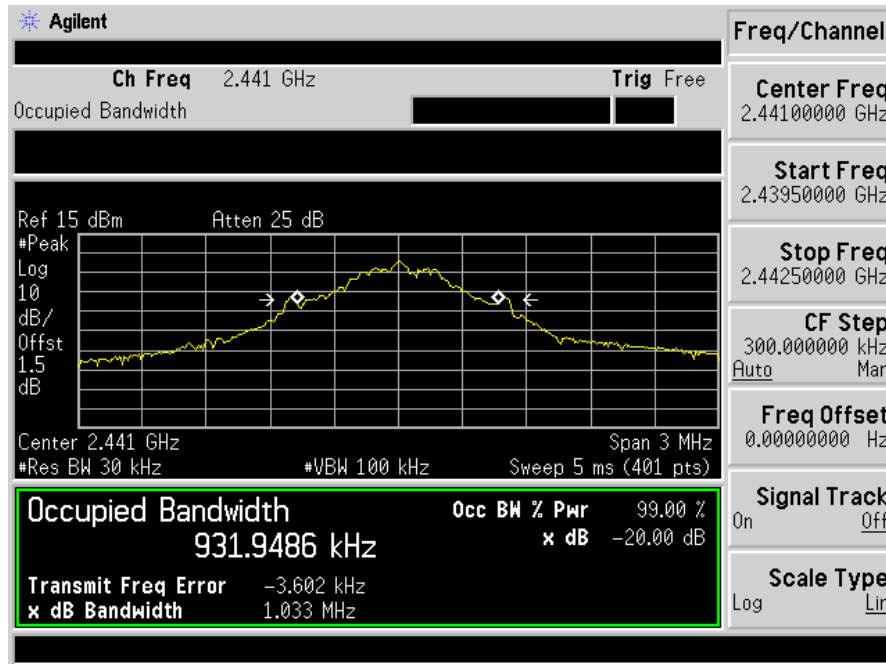 Agilent
Freq/Channel
Ch Freq 2.441 GHz Trig Free
Occupied Bandwidth
Center Freq
2.44100000 GHz
Start Freq
2.43950000 GHz
Stop Freq
2.44250000 GHz
CF Step
300.000000 kHz
Auto Man
Freq Offset
0.00000000 Hz
Signal Track
On Off
Scale Type
Log Lin
Ref 15 dBm Atten 25 dB
#Peak
Log
10
dB/
Offst
1.5
dB
Center 2.441 GHz Span 3 MHz
#Res BW 30 kHz #VBW 100 kHz Sweep 5 ms (401 pts)
Occupied Bandwidth
931.9486 kHz
Occ BW % Pwr 99.00 %
x dB -20.00 dB
Transmit Freq Error -3.602 kHz
x dB Bandwidth 1.033 MHz